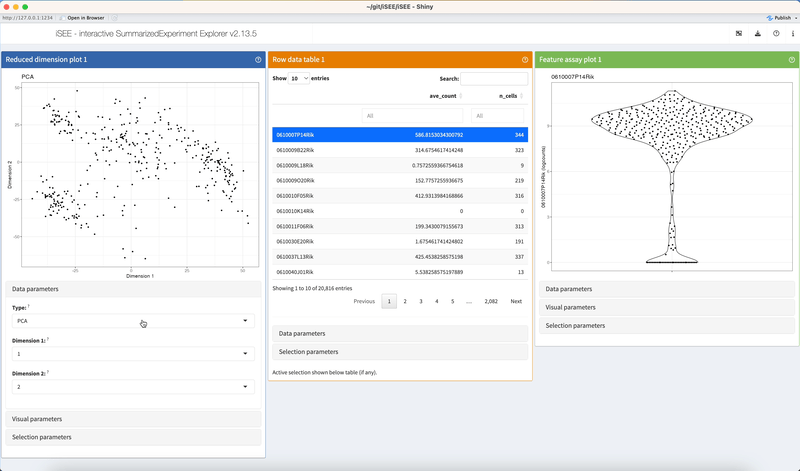 ~/git/iSEE/iSEE - Shiny
http://127.0.0.1:1234 Open in Browser Publish
iSEE - interactive SummarizedExperiment Explorer v2.13.5
Reduced dimension plot 1
PCA
50
25
0
-25
-50
Dimension 2
-25 0 25 50
Dimension 1
Data parameters
Type: ?
PCA
Dimension 1: ?
1
Dimension 2: ?
2
Visual parameters
Selection parameters
Row data table 1
Show 10 entries Search:
ave_count n_cells
All All
0610007P14Rik 586.8153034300792 344
0610009B22Rik 314.6754617414248 323
0610009L18Rik 0.7572559366754618 9
0610009O20Rik 152.7757255936675 219
0610010F05Rik 412.9313984168866 316
0610010K14Rik 0 0
0610011F06Rik 199.3430079155673 313
0610030E20Rik 1.675461741424802 191
0610037L13Rik 425.4538258575198 337
0610040J01Rik 5.538258575197889 13
Showing 1 to 10 of 20,816 entries
Previous 1 2 3 4 5 … 2,082 Next
Data parameters
Selection parameters
Active selection shown below table (if any).
Feature assay plot 1
0610007P14Rik
9
6
3
0
0610007P14Rik (logcounts)
Data parameters
Visual parameters
Selection parameters